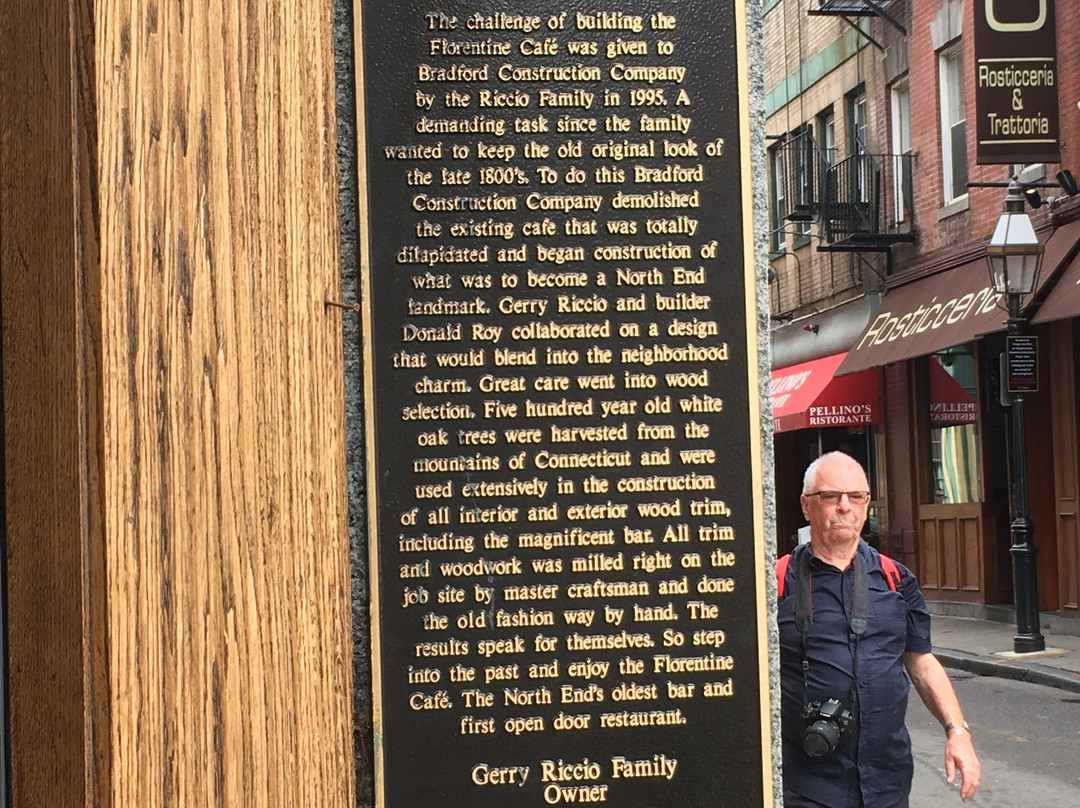 The challenge of building the
Florentine Café was given to
Bradford Construction Company
by the Riccio Family in 1995. A
demanding task since the family
wanted to keep the old original look of
the late 1800's. To do this Bradford
Construction Company demolished
the existing cafe that was totally
dilapidated and began construction of
what was to become a North End
landmark. Gerry Riccio and builder
Donald Roy collaborated on a design
that would blend into the neighborhood
charm. Great care went into wood
selection. Five hundred year old white
oak trees were harvested from the
mountains of Connecticut and were
used extensively in the construction
of all interior and exterior wood trim,
including the magnificent bar. All trim
and woodwork was milled right on the
job site by master craftsman and done
the old fashion way by hand. The
results speak for themselves. So step
into the past and enjoy the Florentine
Café. The North End's oldest bar and
first open door restaurant.
Gerry Riccio Family
Owner
Rosticceria
&
Trattoria
Rosticceria
PELLINO'S
RISTORANTE